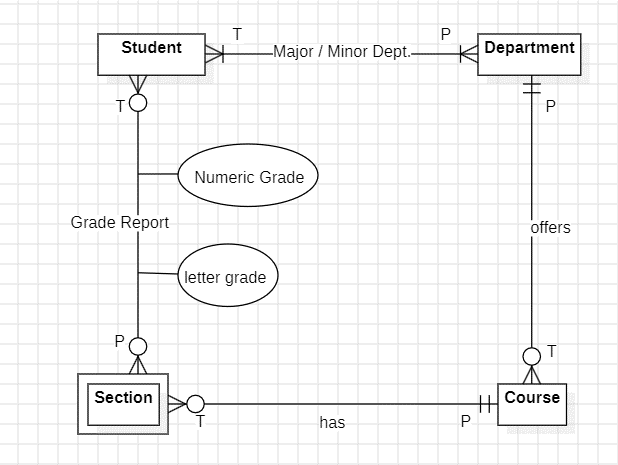 T
P
Student
Major / Minor Dept.
Department
T
P
Numeric Grade
Grade Report
offers
letter grade
P
T
Section
Course
T
has
P